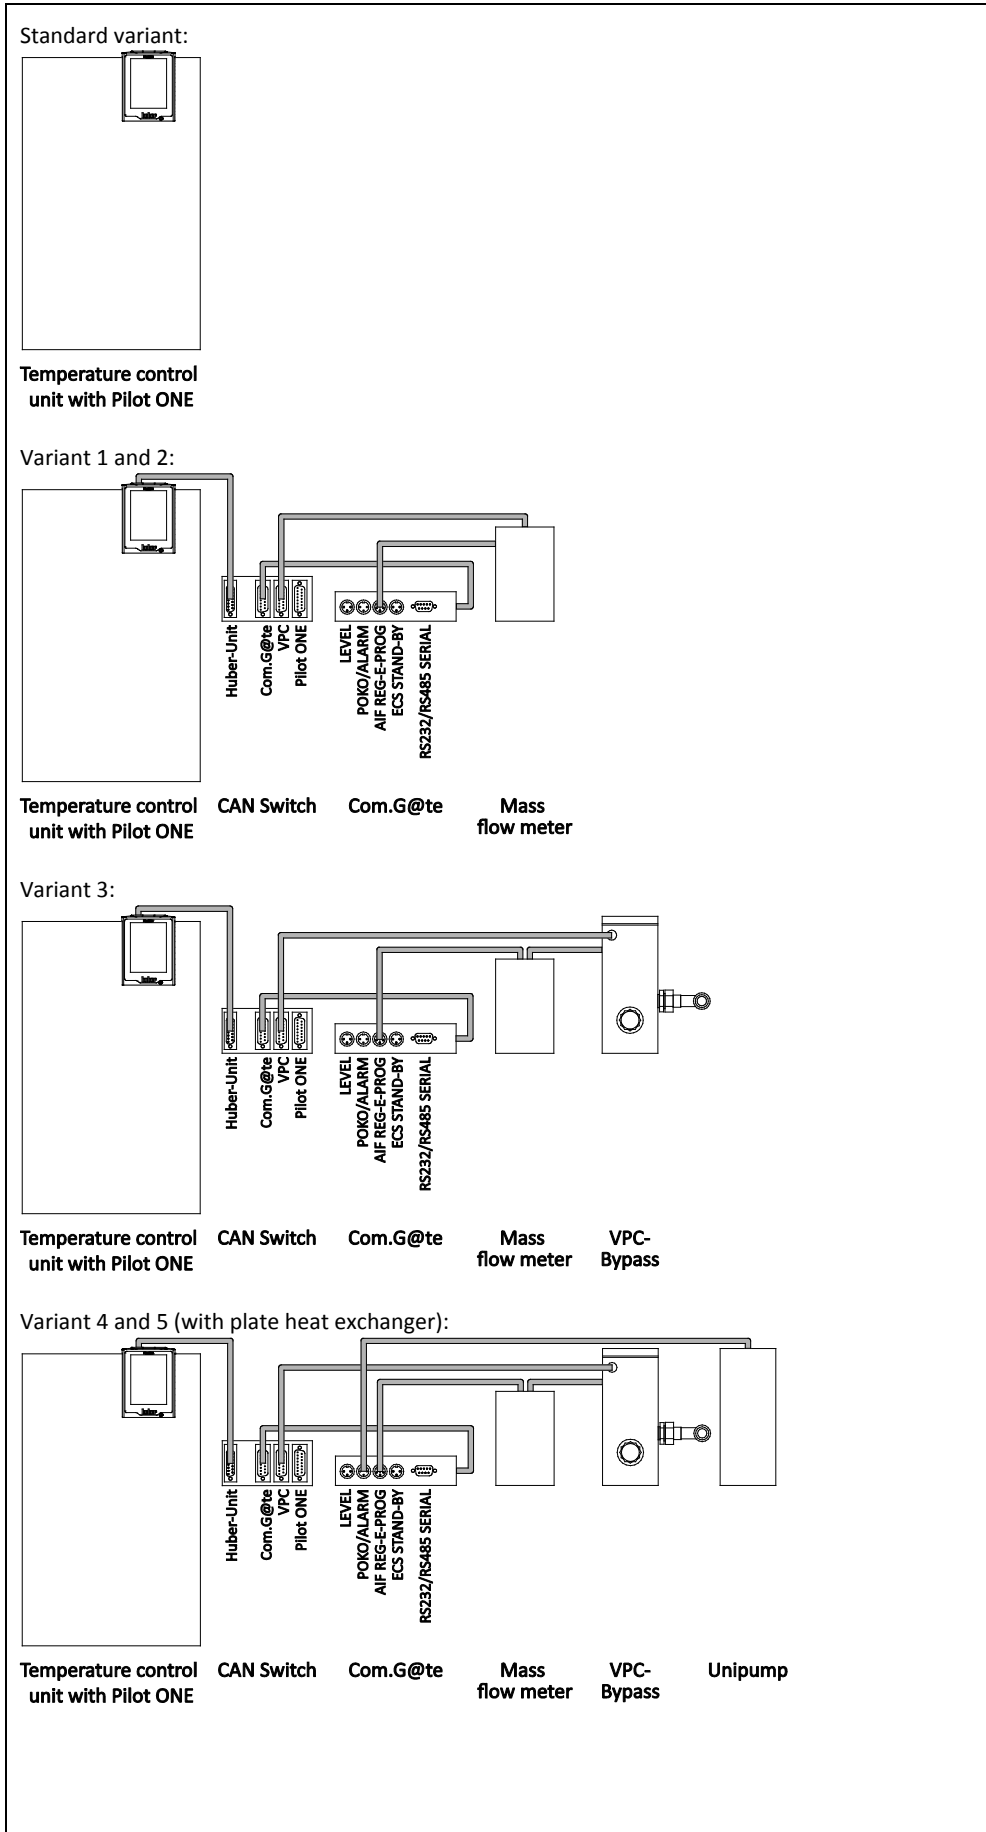 Standard variant:
huber
Temperature control
unit with Pilot ONE
Variant 1 and 2:
huber
Huber-Unit
Com.G@te
VPC
Pilot ONE
LEVEL
POKO/ALARM
AIF REG-E-PROG
ECS STAND-BY
RS232/RS485 SERIAL
Temperature control
unit with Pilot ONE
CAN Switch
Com.G@te
Mass
flow meter
Variant 3:
huber
Huber-Unit
Com.G@te
VPC
Pilot ONE
LEVEL
POKO/ALARM
AIF REG-E-PROG
ECS STAND-BY
RS232/RS485 SERIAL
Temperature control
unit with Pilot ONE
CAN Switch
Com.G@te
Mass
flow meter
VPC-
Bypass
Variant 4 and 5 (with plate heat exchanger):
huber
Huber-Unit
Com.G@te
VPC
Pilot ONE
LEVEL
POKO/ALARM
AIF REG-E-PROG
ECS STAND-BY
RS232/RS485 SERIAL
Temperature control
unit with Pilot ONE
CAN Switch
Com.G@te
Mass
flow meter
VPC-
Bypass
Unipump